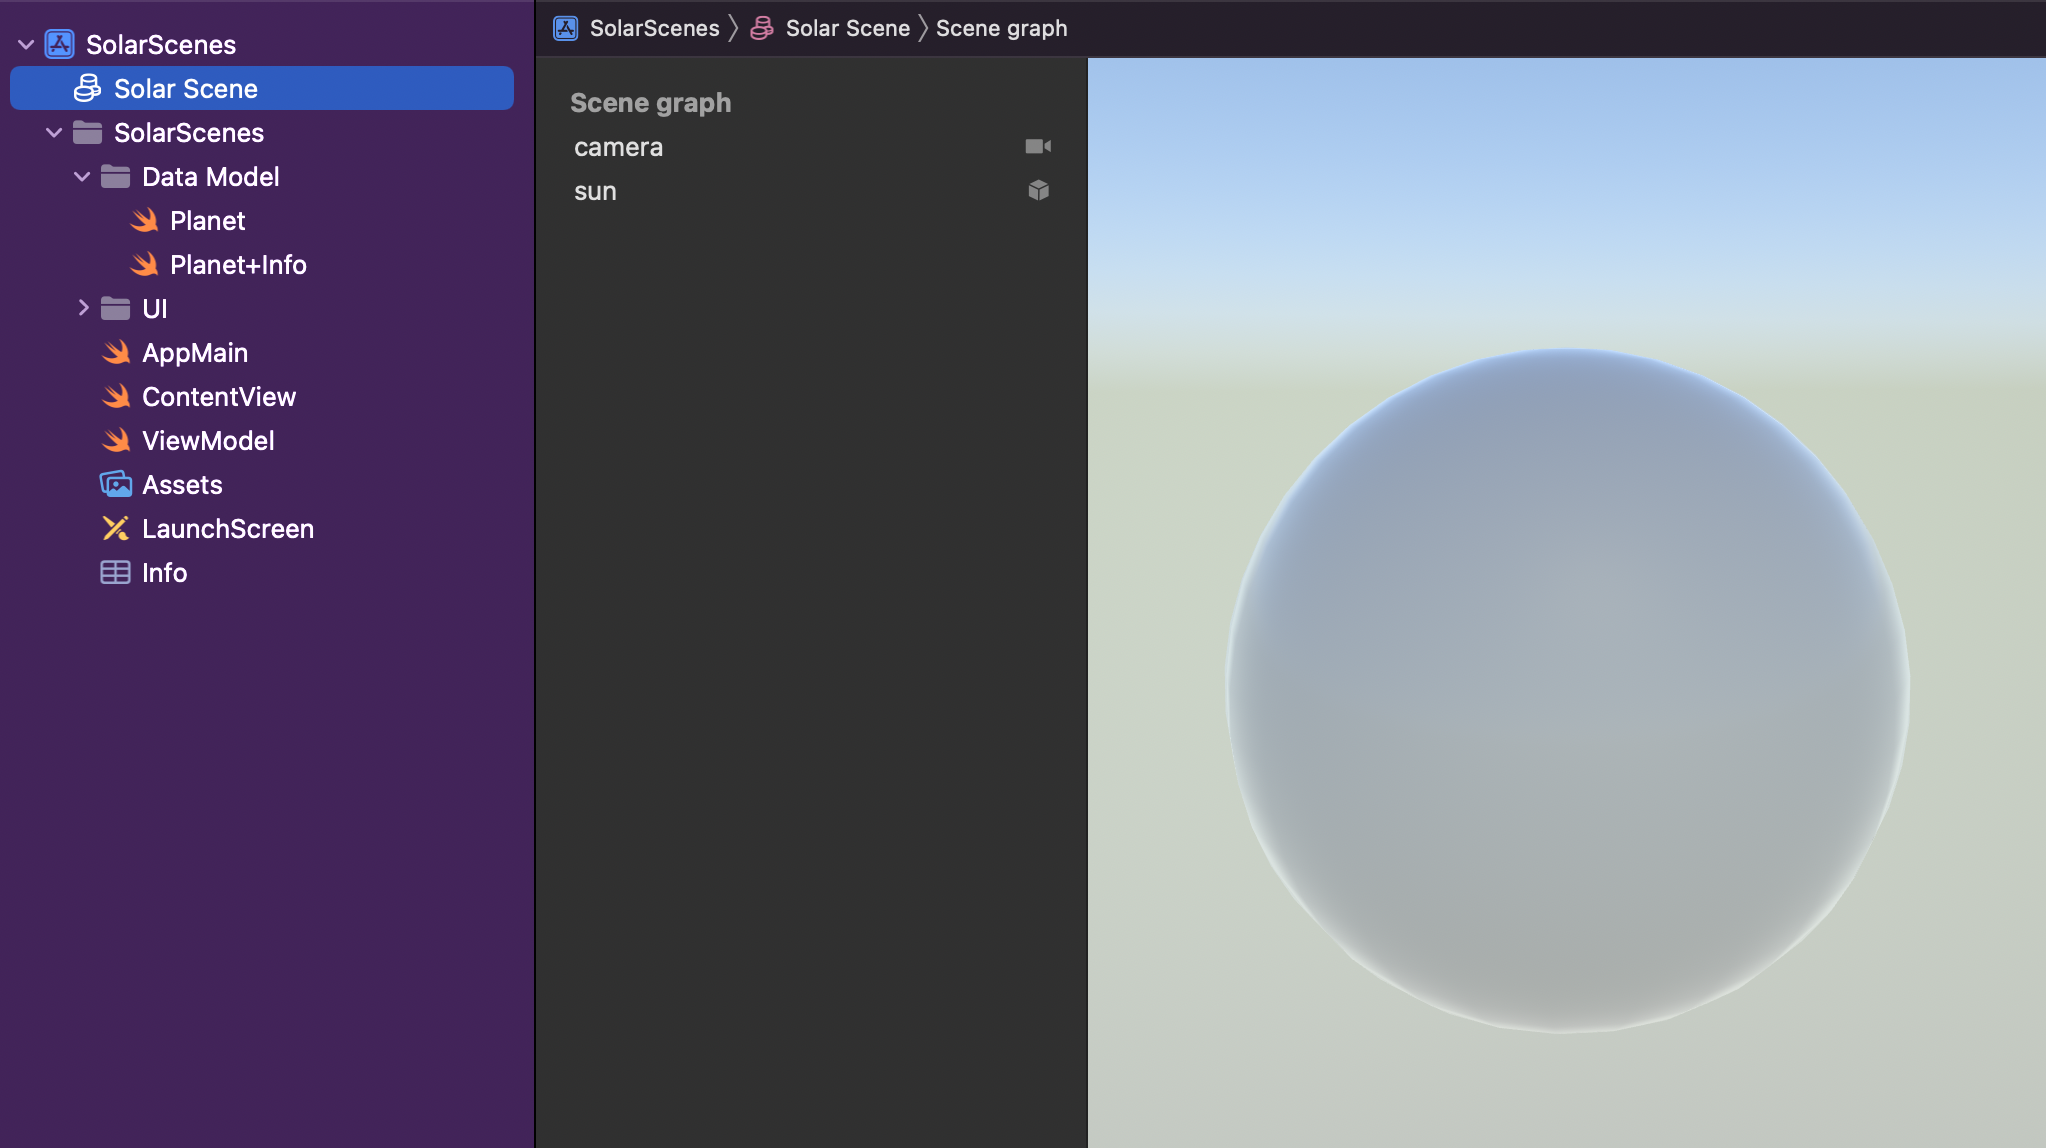 SolarScenes
Solar Scene
SolarScenes
Data Model
Planet
Planet+Info
UI
AppMain
ContentView
ViewModel
Assets
LaunchScreen
Info
SolarScenes Solar Scene Scene graph
Scene graph
camera
sun